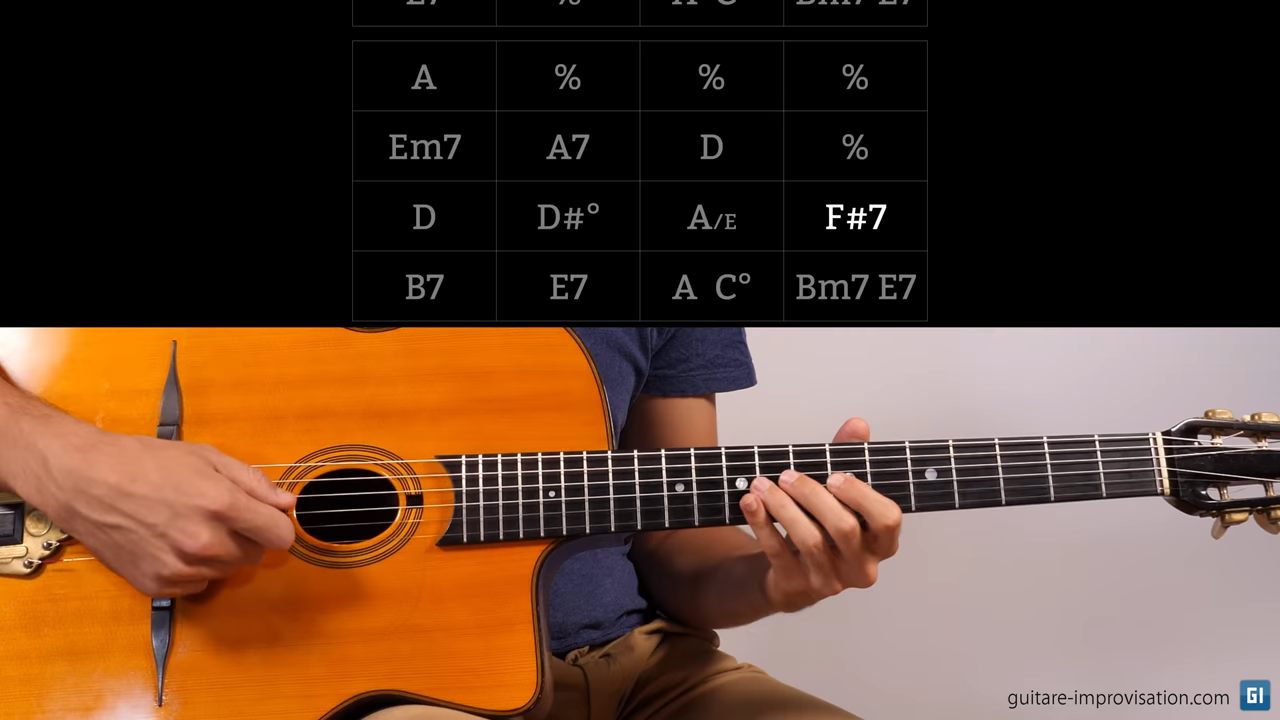 A % % %
Em7 A7 D %
D D#° A/E F#7
B7 E7 A C° Bm7 E7
guitare-improvisation.com GI